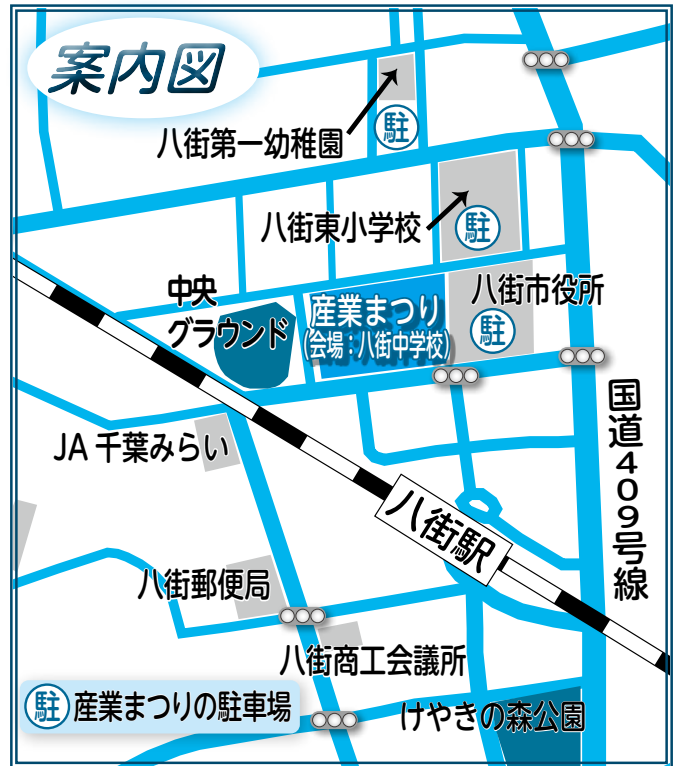 案内図
八街第一幼稚園
駐
八街東小学校
駐
中央
グラウンド
産業まつり
(会場：八街中学校)
八街市役所
駐
国道409号線
JA 千葉みらい
八街駅
八街郵便局
八街商工会議所
駐 産業まつりの駐車場
けやきの森公園